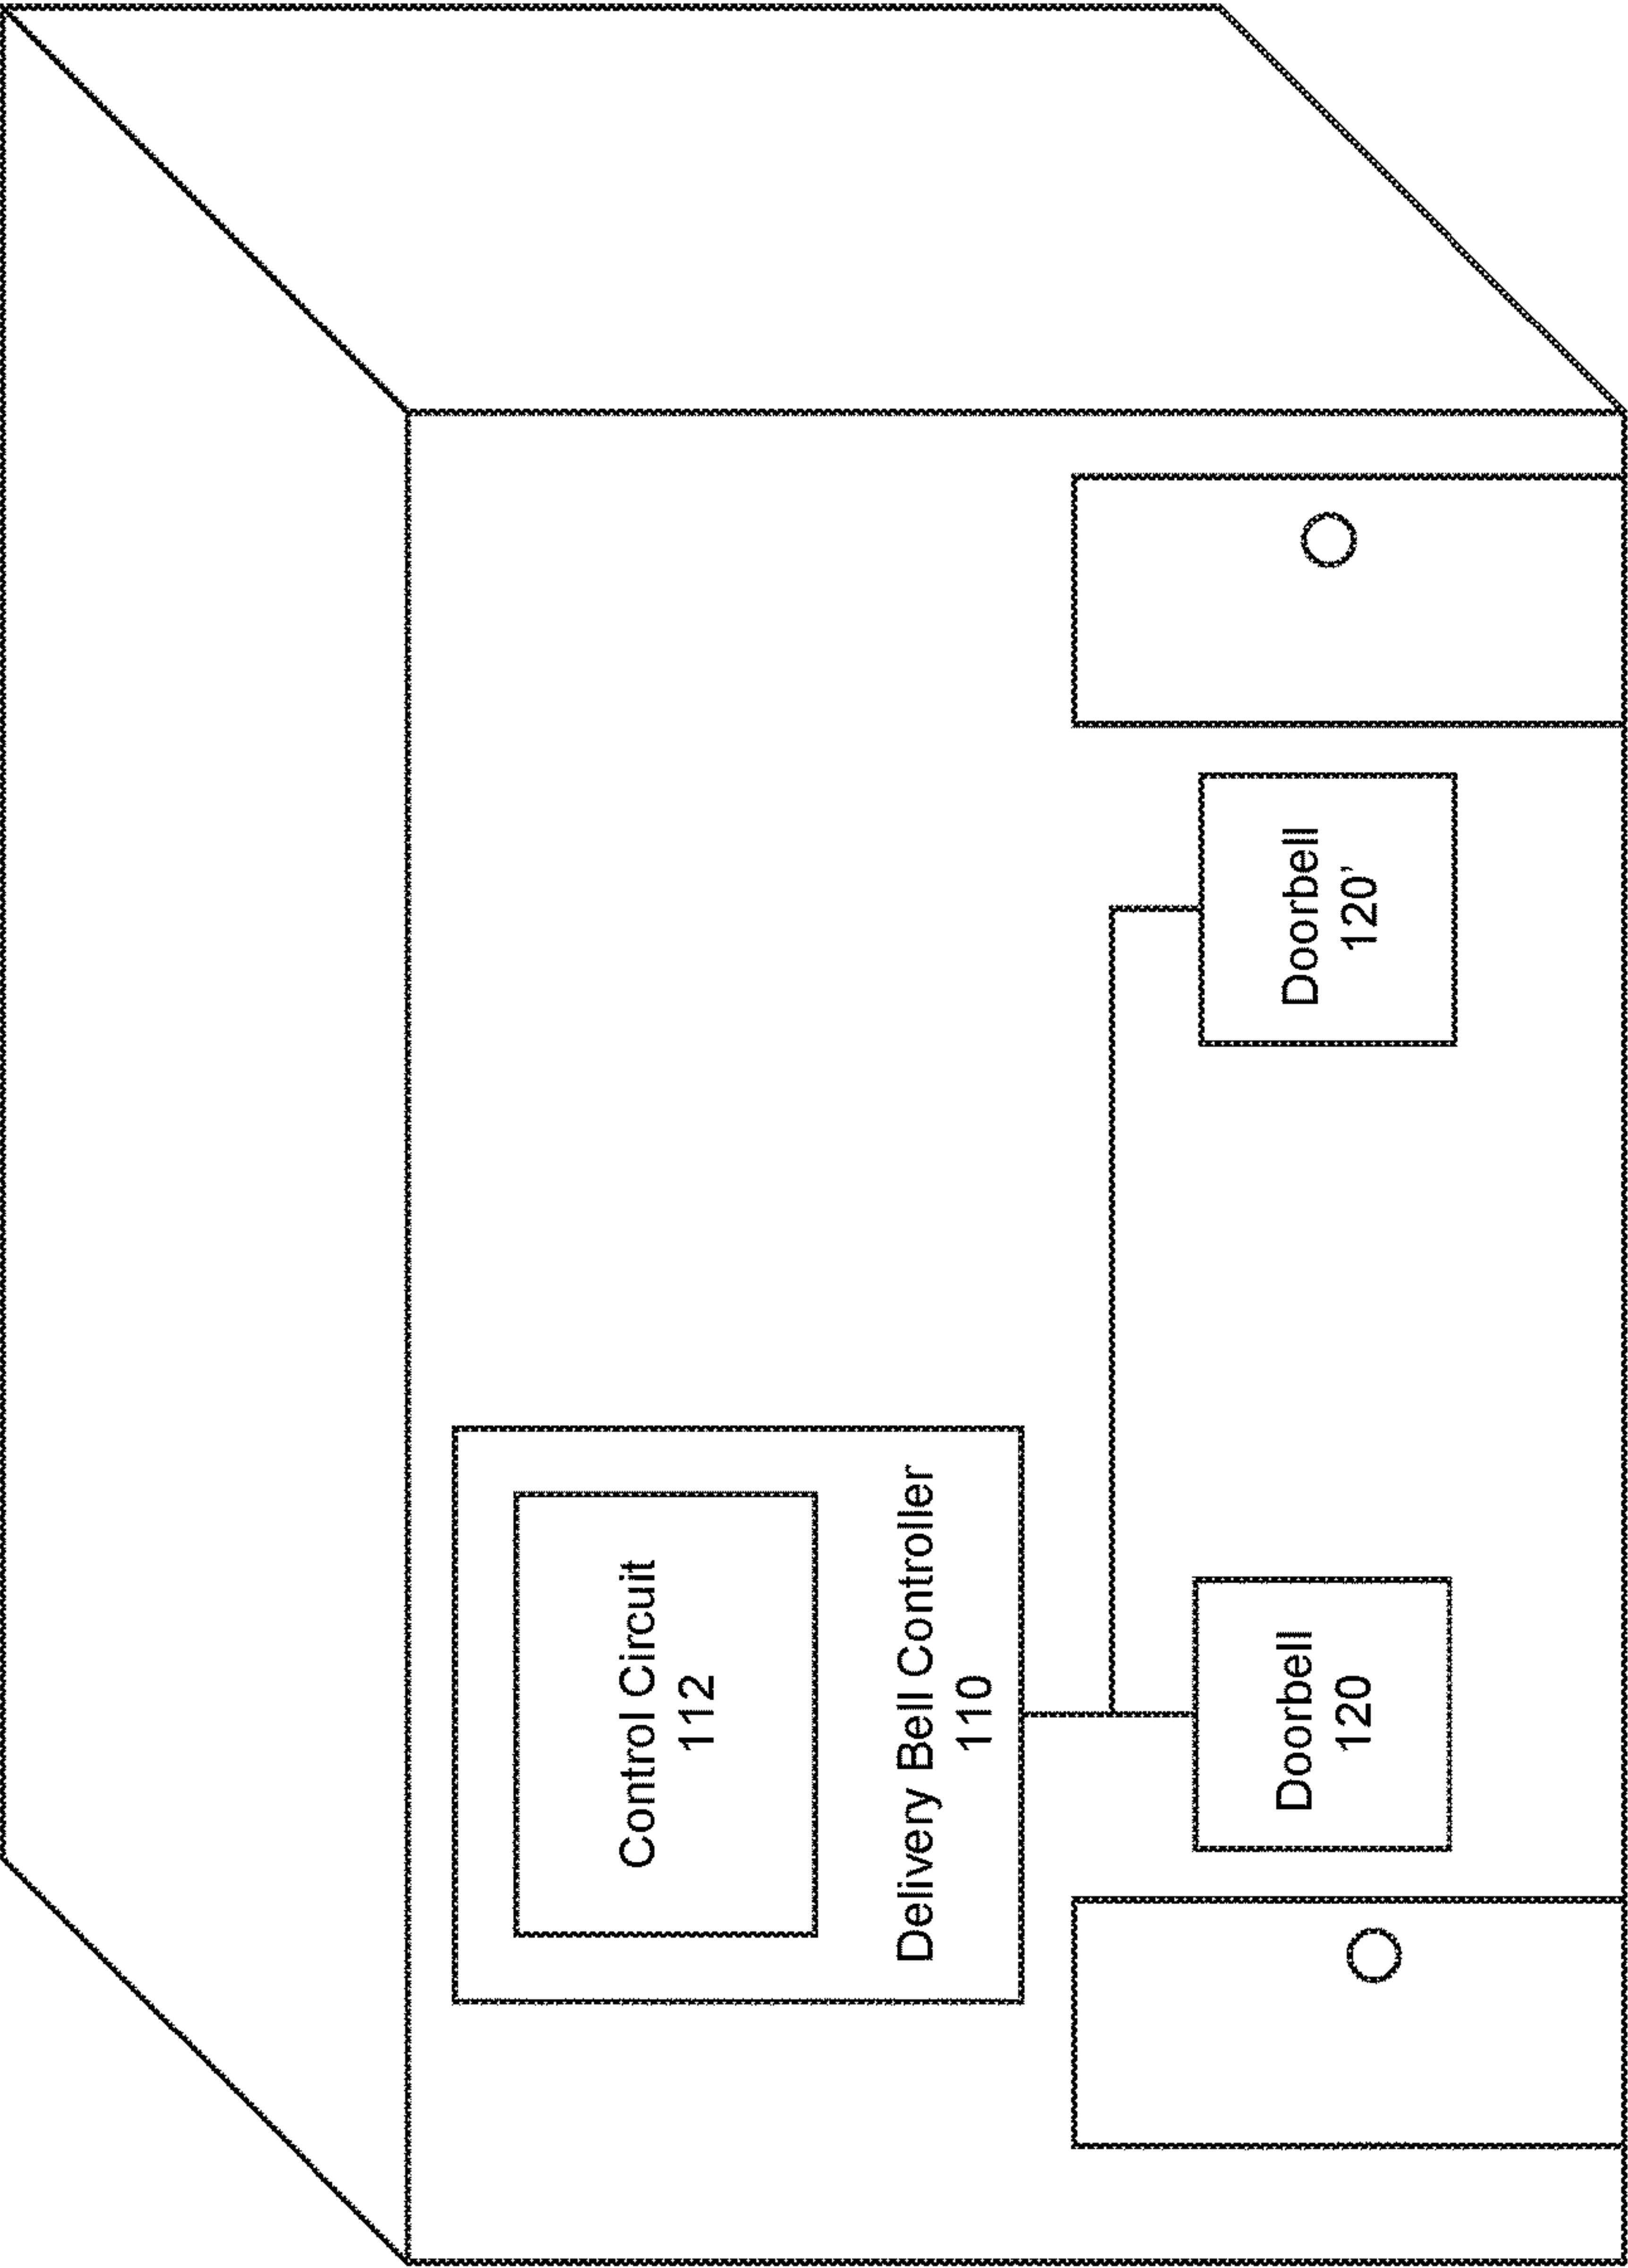 Control Circuit
112
Delivery Bell Controller
110
Doorbell
120
Doorbell
120'